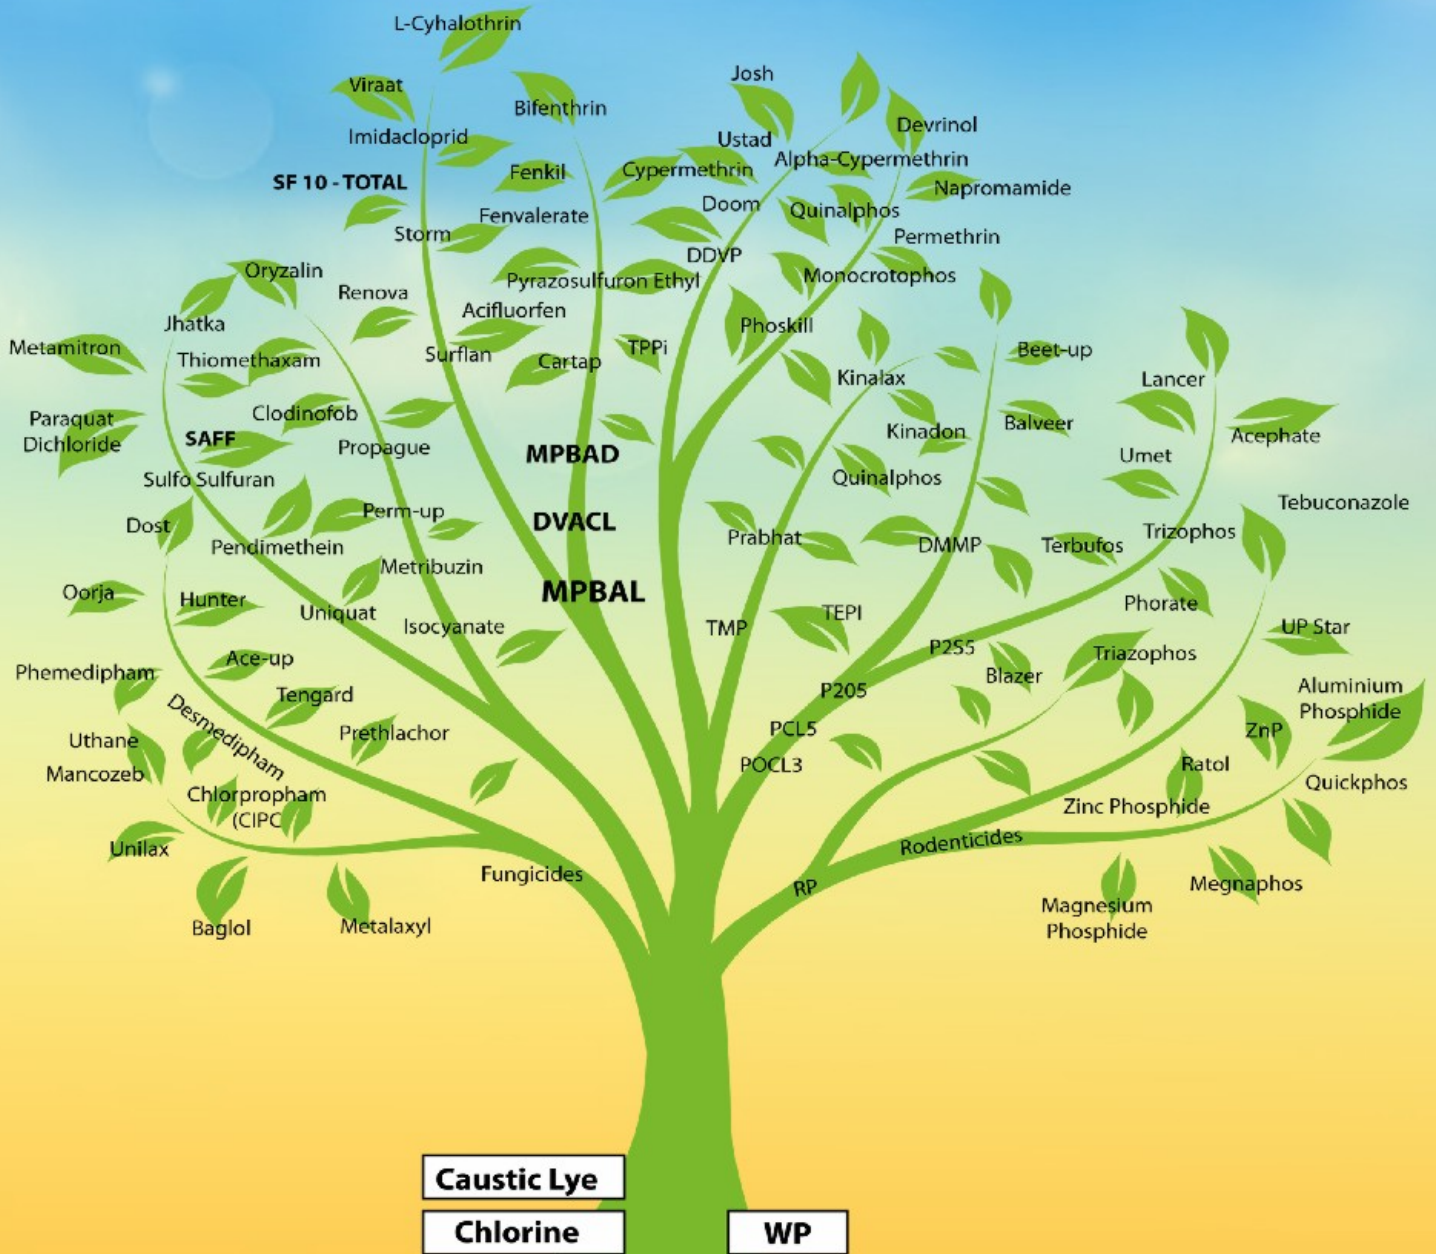 L-Cyhalothrin
Viraat
Bifenthrin
Josh
Imidacloprid
Ustad
Devrinol
SF 10 - TOTAL
Fenkil
Cypermethrin
Alpha-Cypermethrin
Napromamide
Fenvalerate
Doom
Quinalphos
Storm
Permethrin
DDVP
Oryzalin
Renova
Pyrazosulfuron Ethyl
Monocrotophos
Jhatka
Acifluorfen
Phoskill
Metamitron
Thiomethaxam
Surflan
Cartap
TPPi
Beet-up
Kinalax
Lancer
Paraquat
Dichloride
SAFF
Clodinofob
Propague
Kinadon
Balveer
Acephate
MPBAD
Umet
Sulfo Sulfuran
Quinalphos
Tebuconazole
Dost
Perm-up
DVACL
Prabhat
DMMP
Terbufos
Trizophos
Pendimethein
Metribuzin
Oorja
Hunter
Uniquat
MPBAL
Phorate
Isocyanate
TMP
TEPI
UP Star
P2S5
Ace-up
Triazophos
Phemedipham
Blazer
Tengard
P205
Aluminium
Phosphide
Desmedipham
Prethlachor
PCL5
ZnP
Uthane
Mancozeb
POCL3
Ratol
Quickphos
Chlorpropham
(CIPC
Zinc Phosphide
Unilax
Rodenticides
Fungicides
RP
Megnaphos
Baglol
Metalaxyl
Magnesium
Phosphide
Caustic Lye
Chlorine
WP